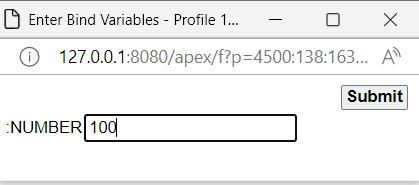 Enter Bind Variables - Profile 1...
127.0.0.1:8080/apex/f?p=4500:138:163...
Submit
:NUMBER 100